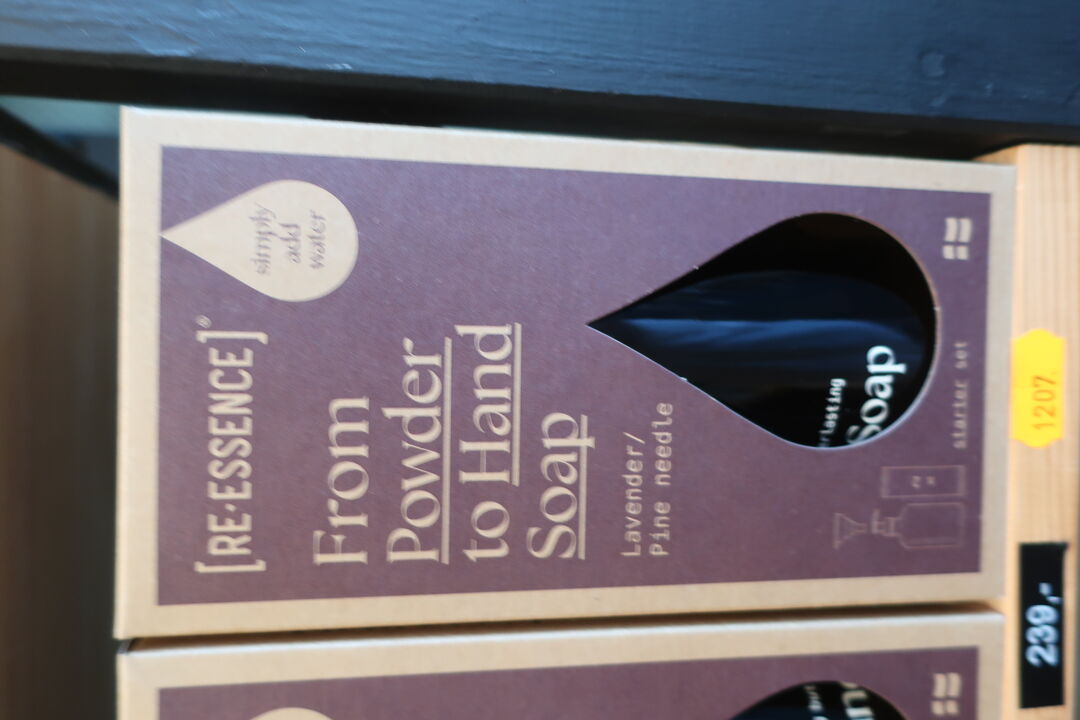 simply
add
water
[RE·ESSENCE]®
From
Powder
to Hand
Soap
Lavender/
Pine needle
Soap
starter set
1207.
239,-